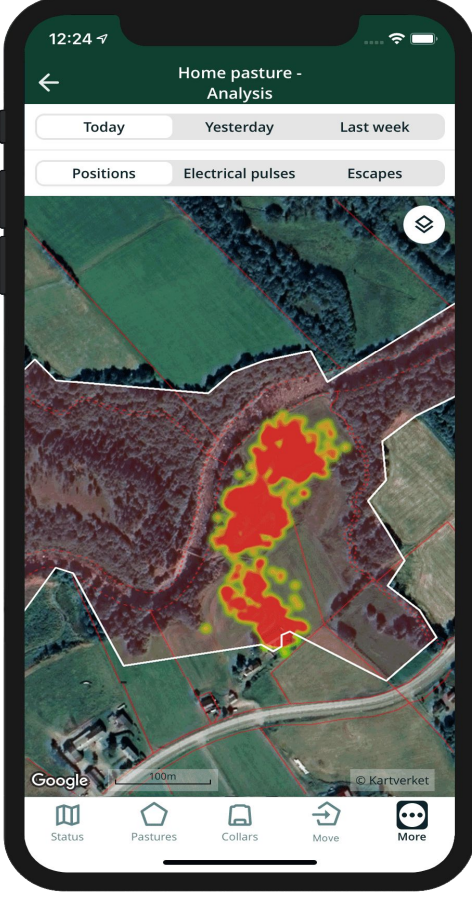 12:24
Home pasture -
Analysis
Today Yesterday Last week
Positions Electrical pulses Escapes
Google 100m © Kartverket
Status Pastures Collars Move More